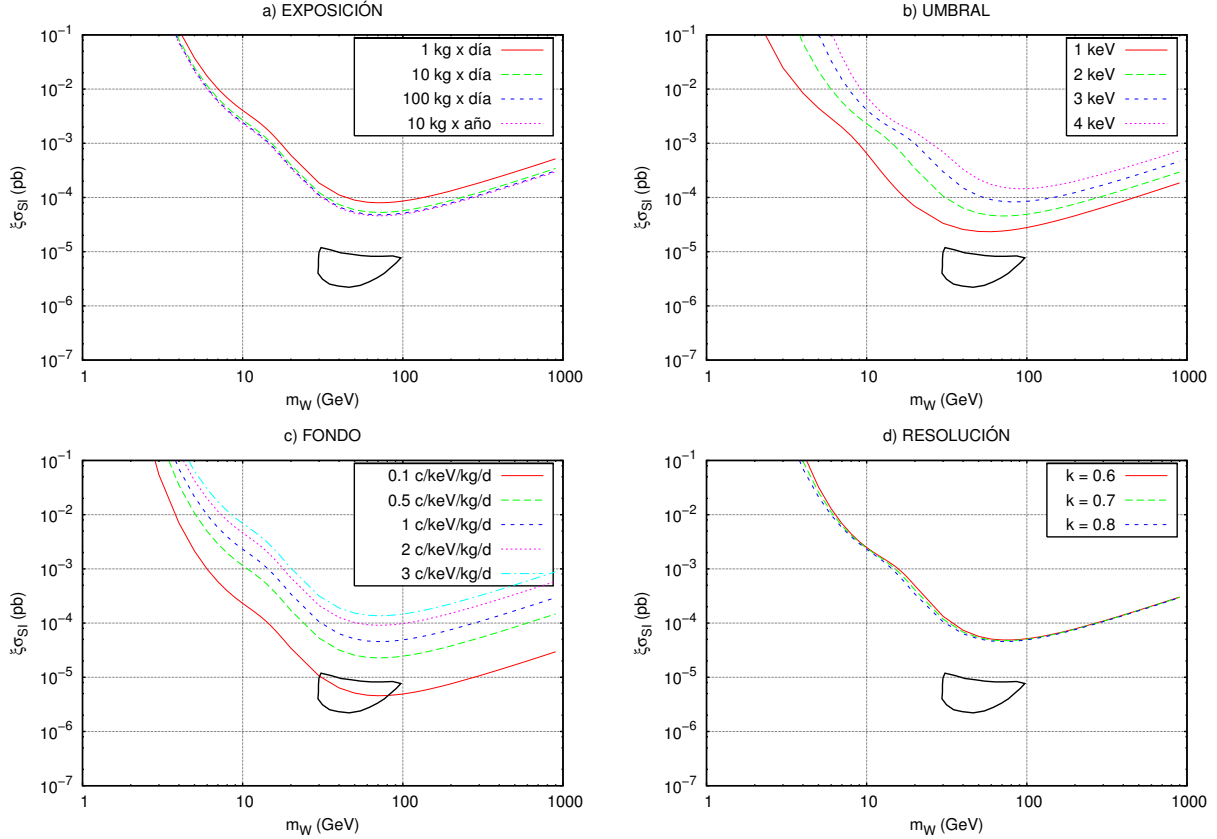 a) EXPOSICIÓN
10⁻¹
10⁻²
10⁻³
10⁻⁴
10⁻⁵
10⁻⁶
10⁻⁷
ξσSI (pb)
1 kg x día
10 kg x día
100 kg x día
10 kg x año
1 10 100 1000
mW (GeV)
b) UMBRAL
10⁻¹
10⁻²
10⁻³
10⁻⁴
10⁻⁵
10⁻⁶
10⁻⁷
ξσSI (pb)
1 keV
2 keV
3 keV
4 keV
1 10 100 1000
mW (GeV)
c) FONDO
10⁻¹
10⁻²
10⁻³
10⁻⁴
10⁻⁵
10⁻⁶
10⁻⁷
ξσSI (pb)
0.1 c/keV/kg/d
0.5 c/keV/kg/d
1 c/keV/kg/d
2 c/keV/kg/d
3 c/keV/kg/d
1 10 100 1000
mW (GeV)
d) RESOLUCIÓN
10⁻¹
10⁻²
10⁻³
10⁻⁴
10⁻⁵
10⁻⁶
10⁻⁷
ξσSI (pb)
k = 0.6
k = 0.7
k = 0.8
1 10 100 1000
mW (GeV)